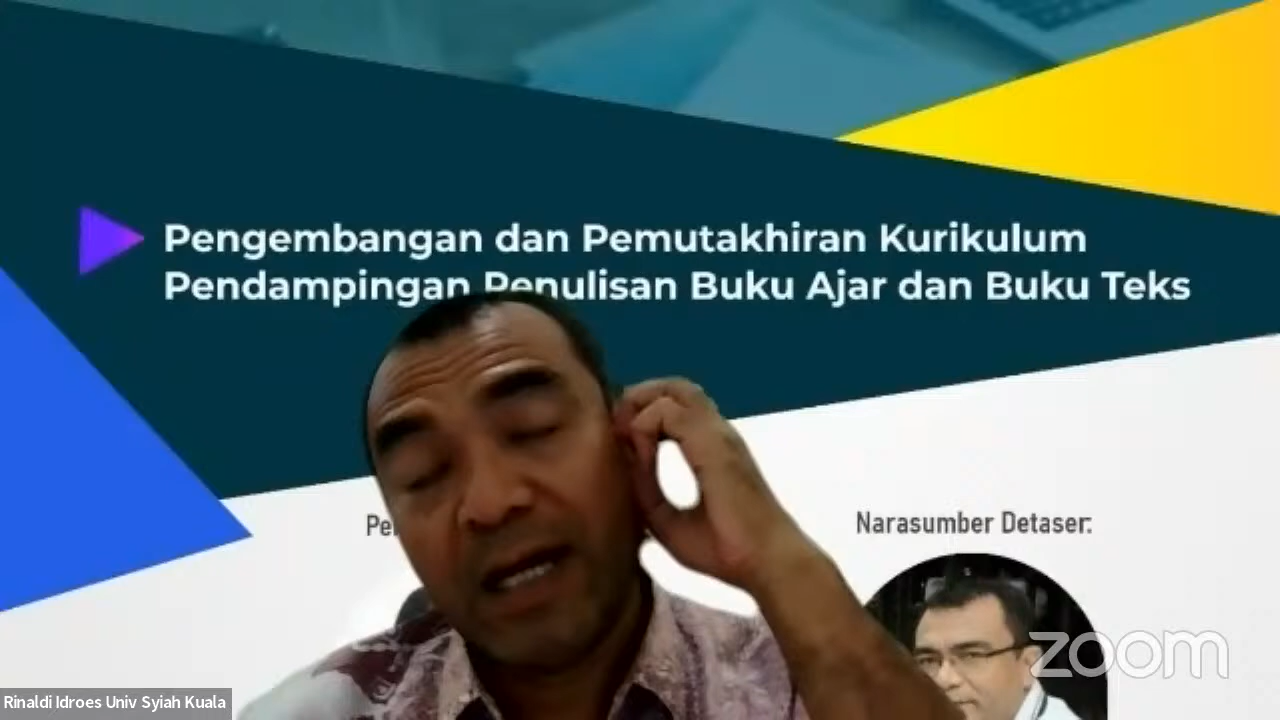 Pengembangan dan Pemutakhiran Kurikulum
Pendampingan Penulisan Buku Ajar dan Buku Teks
Narasumber Detaser:
zoom
Rinaldi Idroes Univ Syiah Kuala